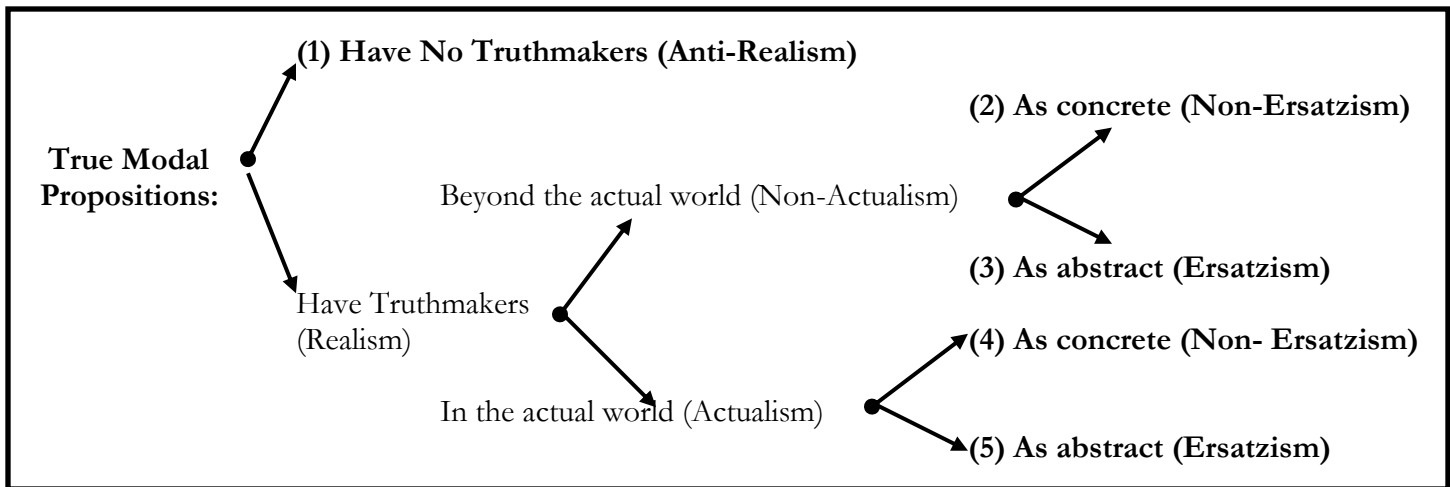 (1) Have No Truthmakers (Anti-Realism)
(2) As concrete (Non-Ersatzism)
True Modal
Propositions:
Beyond the actual world (Non-Actualism)
(3) As abstract (Ersatzism)
Have Truthmakers
(Realism)
(4) As concrete (Non- Ersatzism)
In the actual world (Actualism)
(5) As abstract (Ersatzism)